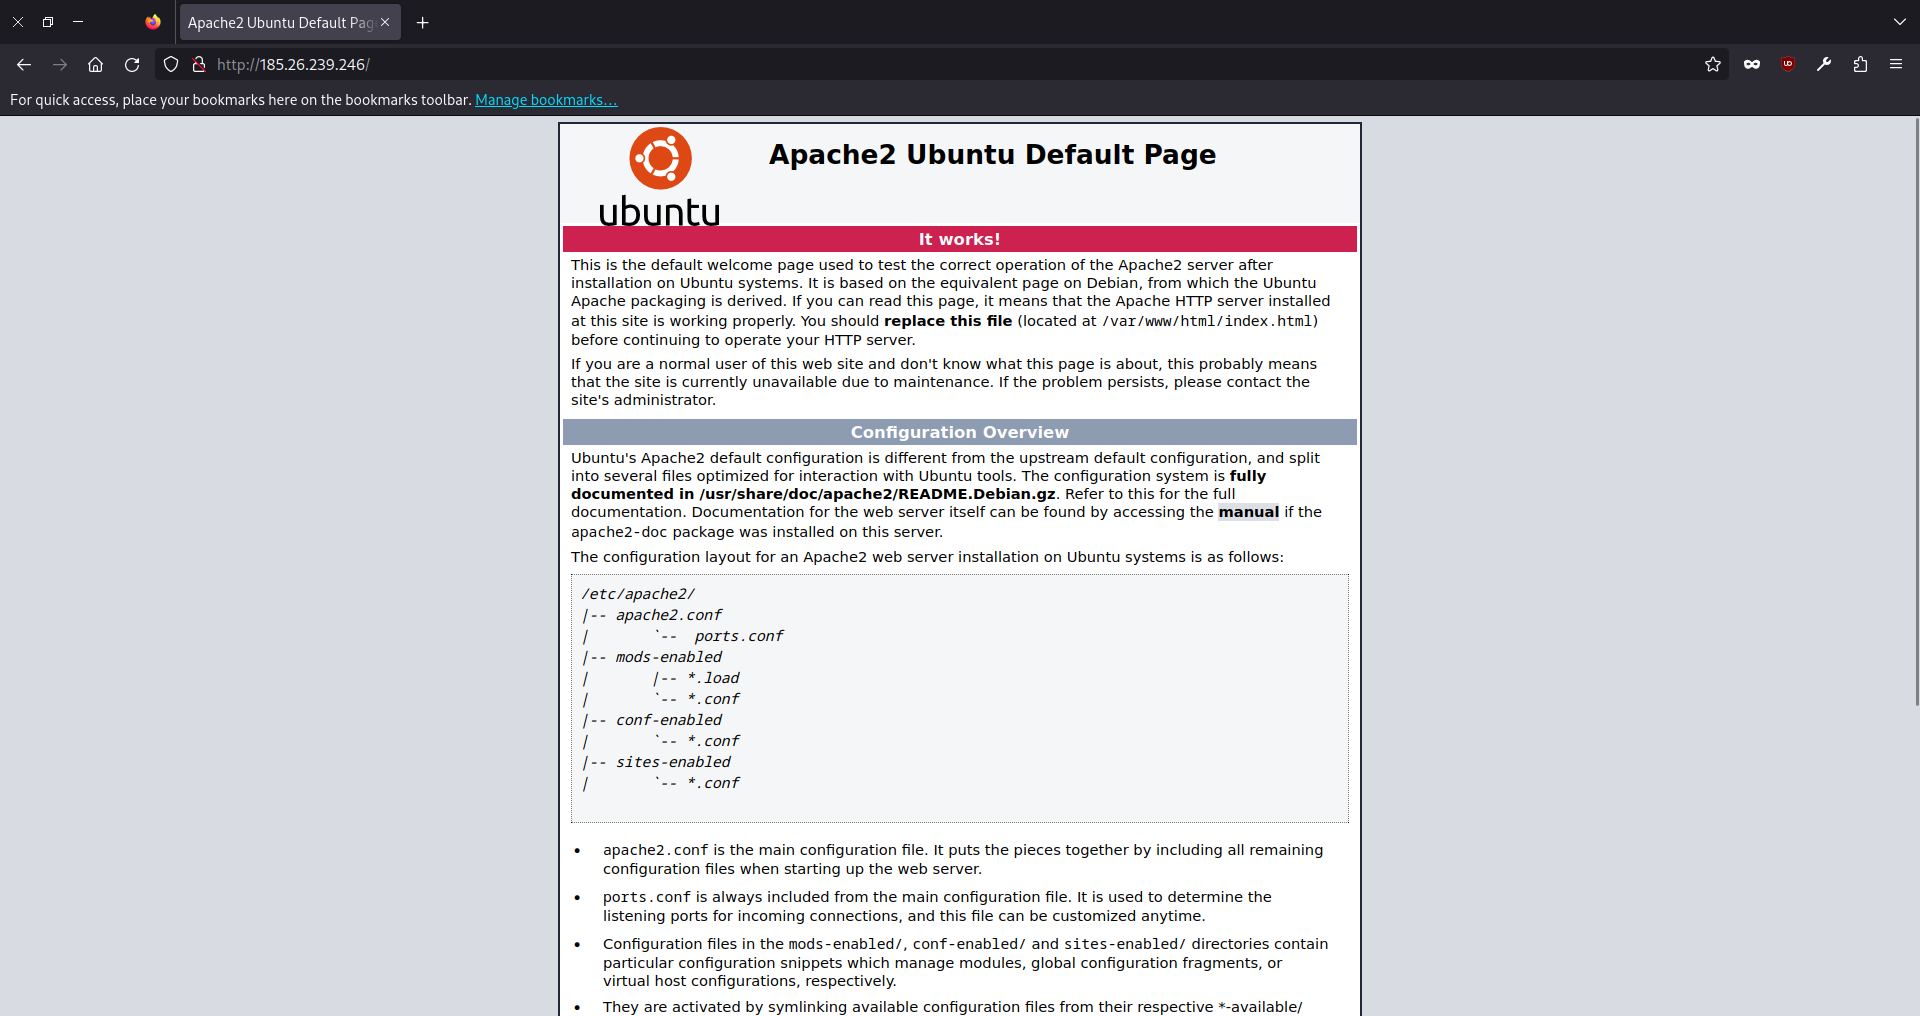 Apache2 Ubuntu Default Pag
http://185.26.239.246/
For quick access, place your bookmarks here on the bookmarks toolbar. Manage bookmarks…
ubuntu
Apache2 Ubuntu Default Page
It works!
This is the default welcome page used to test the correct operation of the Apache2 server after
installation on Ubuntu systems. It is based on the equivalent page on Debian, from which the Ubuntu
Apache packaging is derived. If you can read this page, it means that the Apache HTTP server installed
at this site is working properly. You should replace this file (located at /var/www/html/index.html)
before continuing to operate your HTTP server.
If you are a normal user of this web site and don't know what this page is about, this probably means
that the site is currently unavailable due to maintenance. If the problem persists, please contact the
site's administrator.
Configuration Overview
Ubuntu's Apache2 default configuration is different from the upstream default configuration, and split
into several files optimized for interaction with Ubuntu tools. The configuration system is fully
documented in /usr/share/doc/apache2/README.Debian.gz. Refer to this for the full
documentation. Documentation for the web server itself can be found by accessing the manual if the
apache2-doc package was installed on this server.
The configuration layout for an Apache2 web server installation on Ubuntu systems is as follows:
/etc/apache2/
|-- apache2.conf
|       `--  ports.conf
|-- mods-enabled
|       |-- *.load
|       `-- *.conf
|-- conf-enabled
|       `-- *.conf
|-- sites-enabled
|       `-- *.conf
• apache2.conf is the main configuration file. It puts the pieces together by including all remaining
configuration files when starting up the web server.
• ports.conf is always included from the main configuration file. It is used to determine the
listening ports for incoming connections, and this file can be customized anytime.
• Configuration files in the mods-enabled/, conf-enabled/ and sites-enabled/ directories contain
particular configuration snippets which manage modules, global configuration fragments, or
virtual host configurations, respectively.
• They are activated by symlinking available configuration files from their respective *-available/